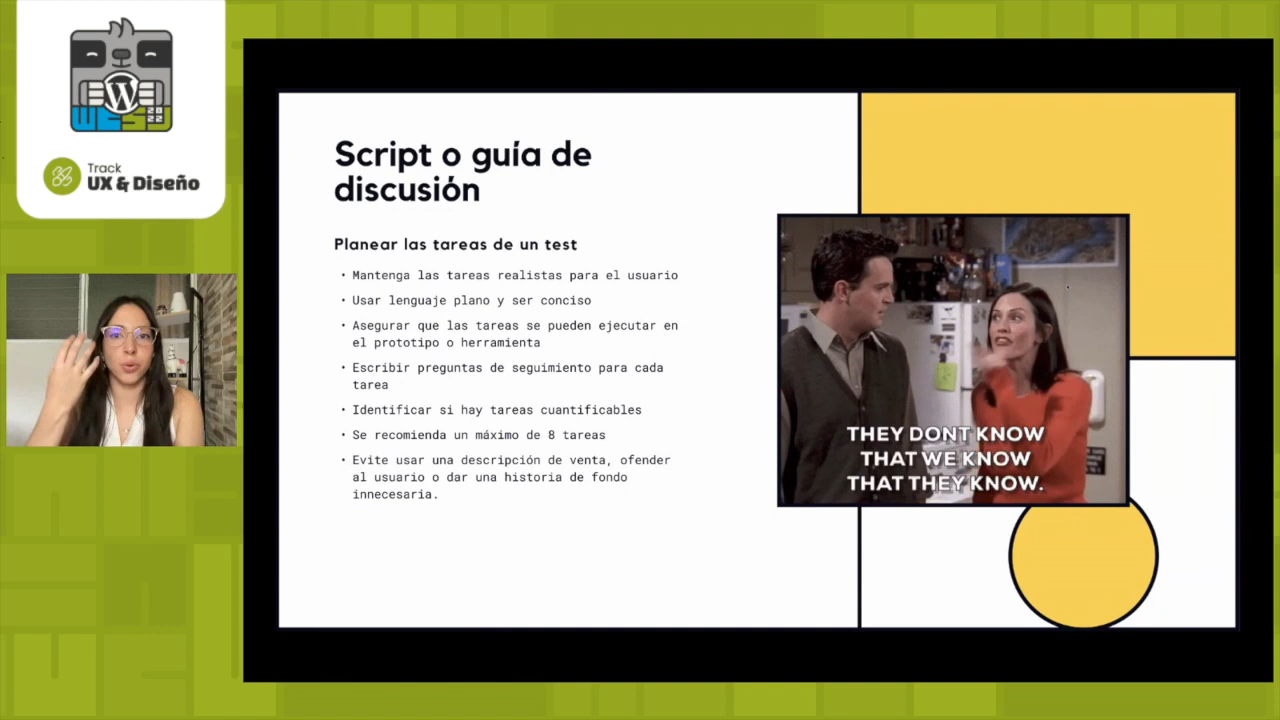 W
WCSJ
2022
Track
UX & Diseño
Script o guía de
discusión
Planear las tareas de un test
• Mantenga las tareas realistas para el usuario
• Usar lenguaje plano y ser conciso
• Asegurar que las tareas se pueden ejecutar en
el prototipo o herramienta
• Escribir preguntas de seguimiento para cada
tarea
• Identificar si hay tareas cuantificables
• Se recomienda un máximo de 8 tareas
• Evite usar una descripción de venta, ofender
al usuario o dar una historia de fondo
innecesaria.
THEY DONT KNOW
THAT WE KNOW
THAT THEY KNOW.